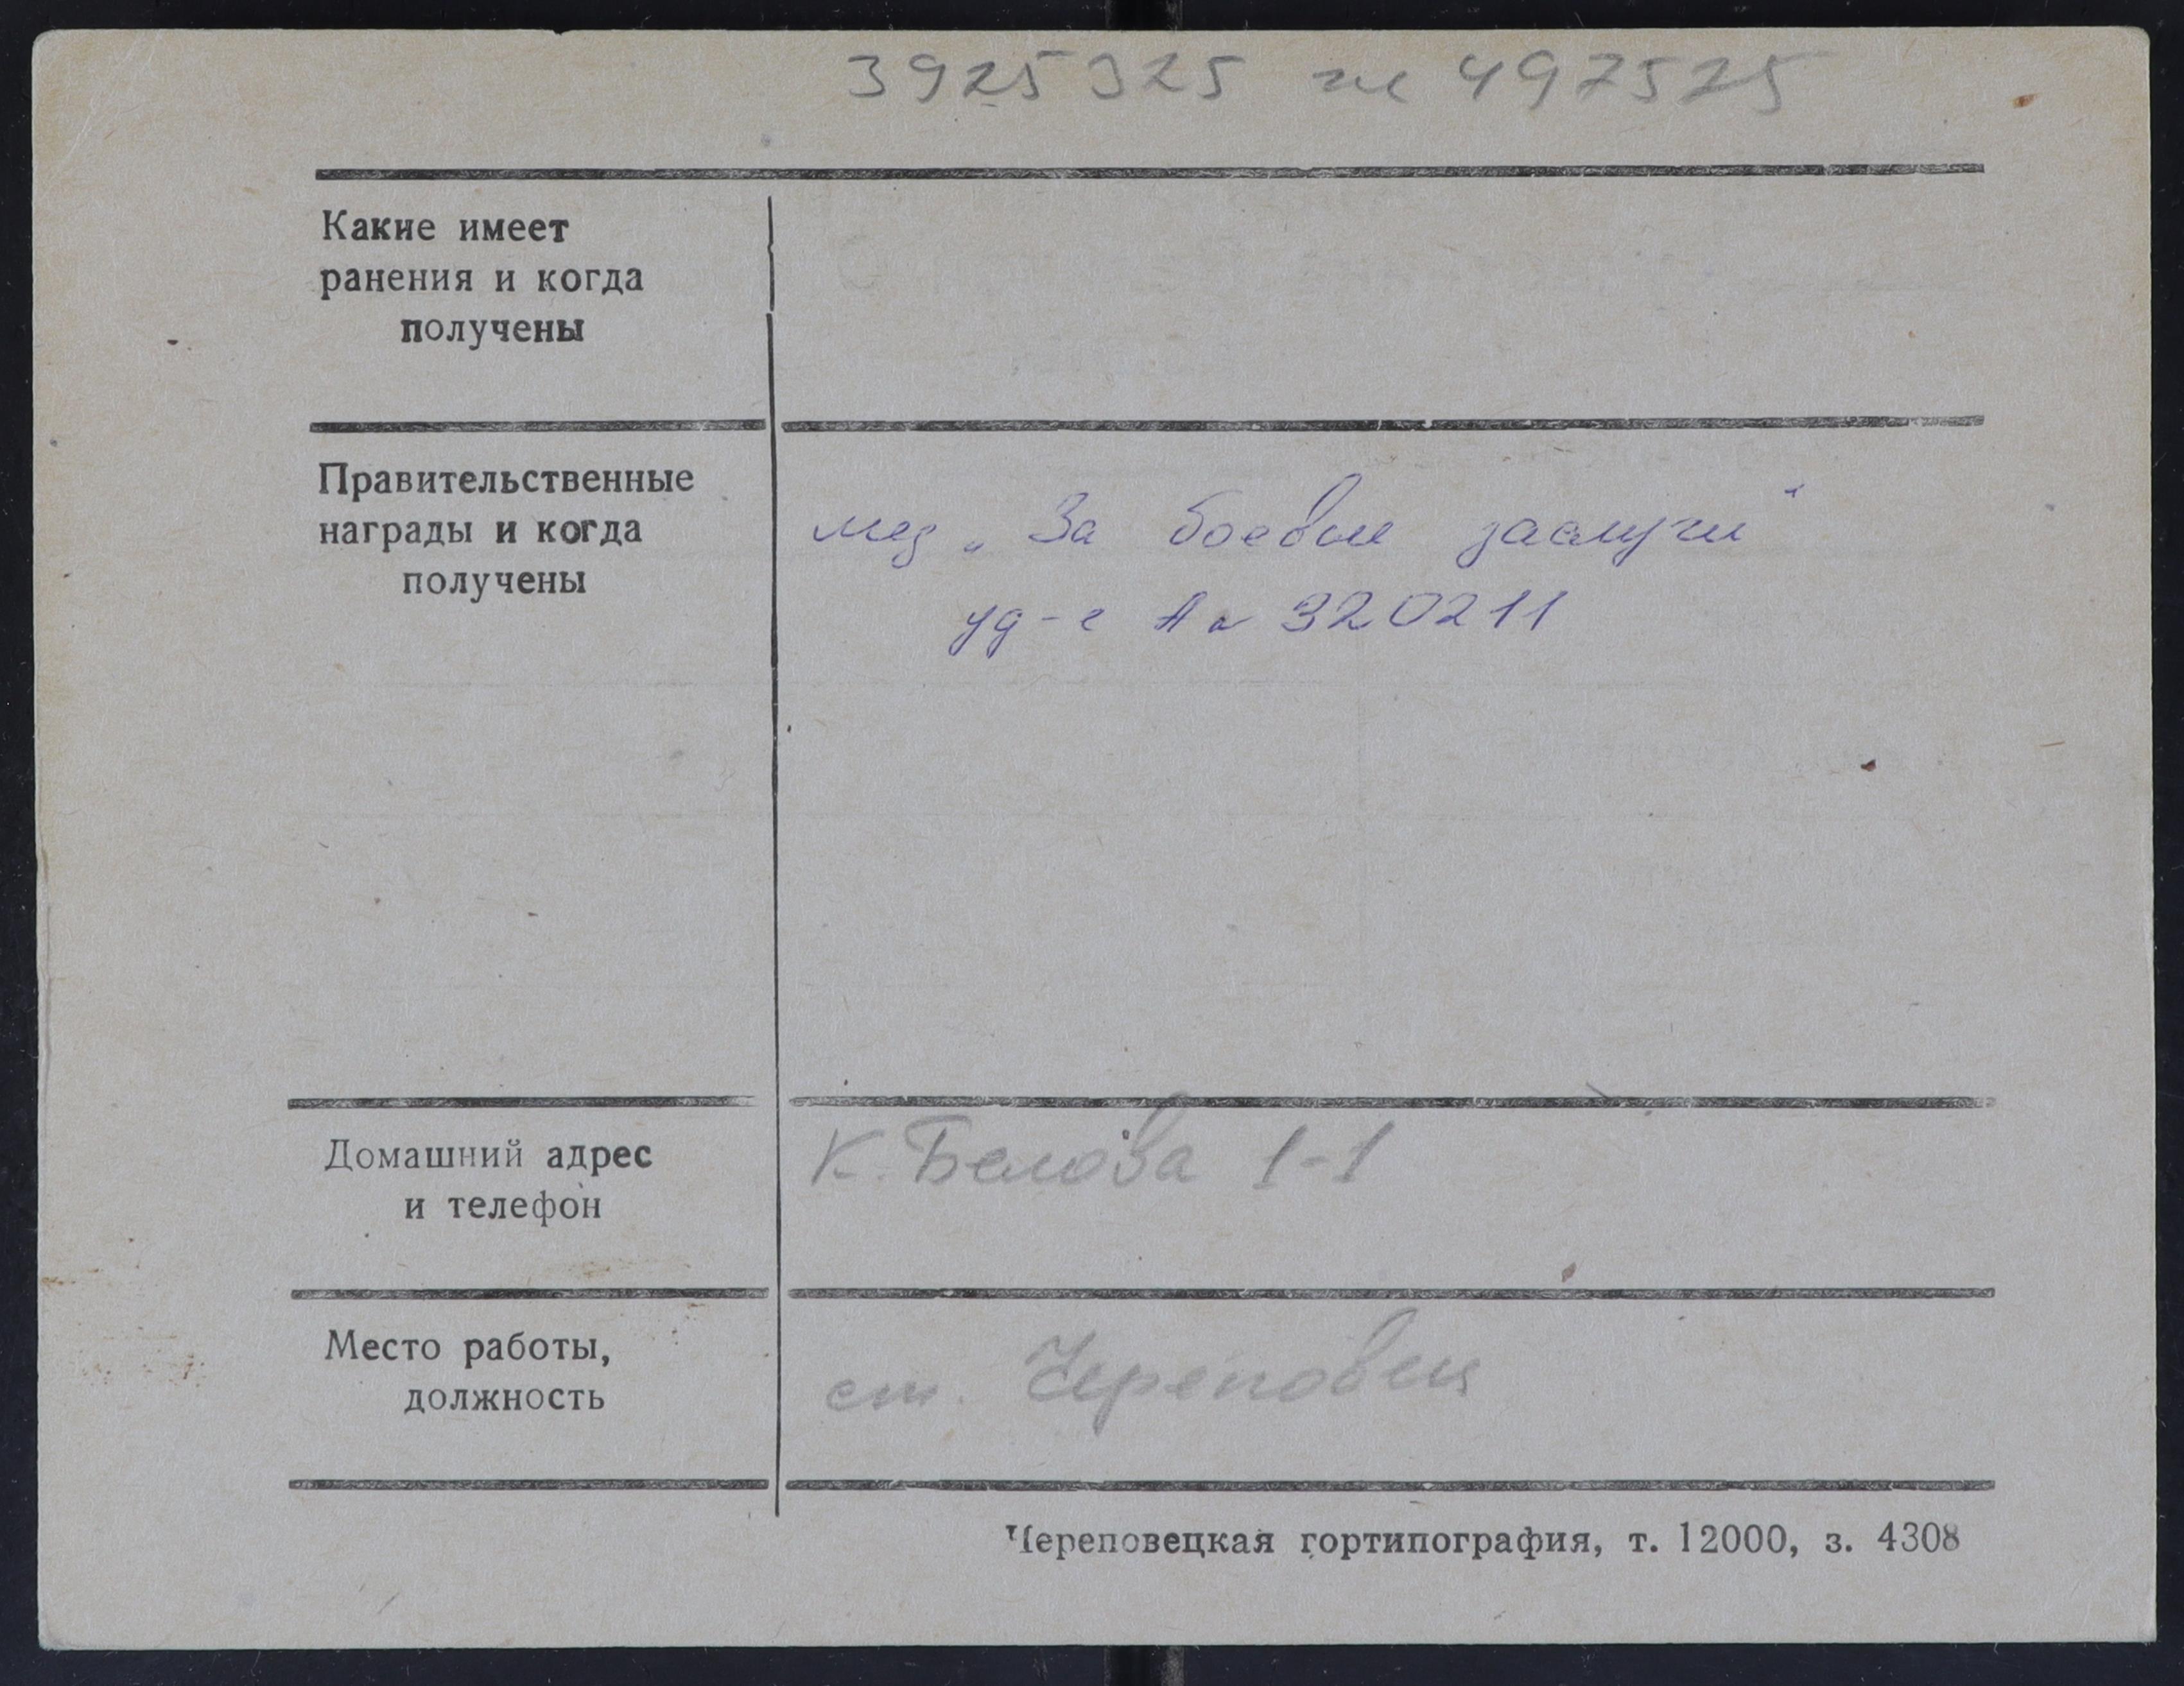 3925325 ж 497525
Какие имеет
ранения и когда
получены
Правительственные
награды и когда
получены
мед „За боевые заслуги"
уд-е А № 320211
Домашний адрес
и телефон
К. Белова 1-1
Место работы,
должность
ст. Череповец
Череповецкая гортипография, т. 12000, з. 4308